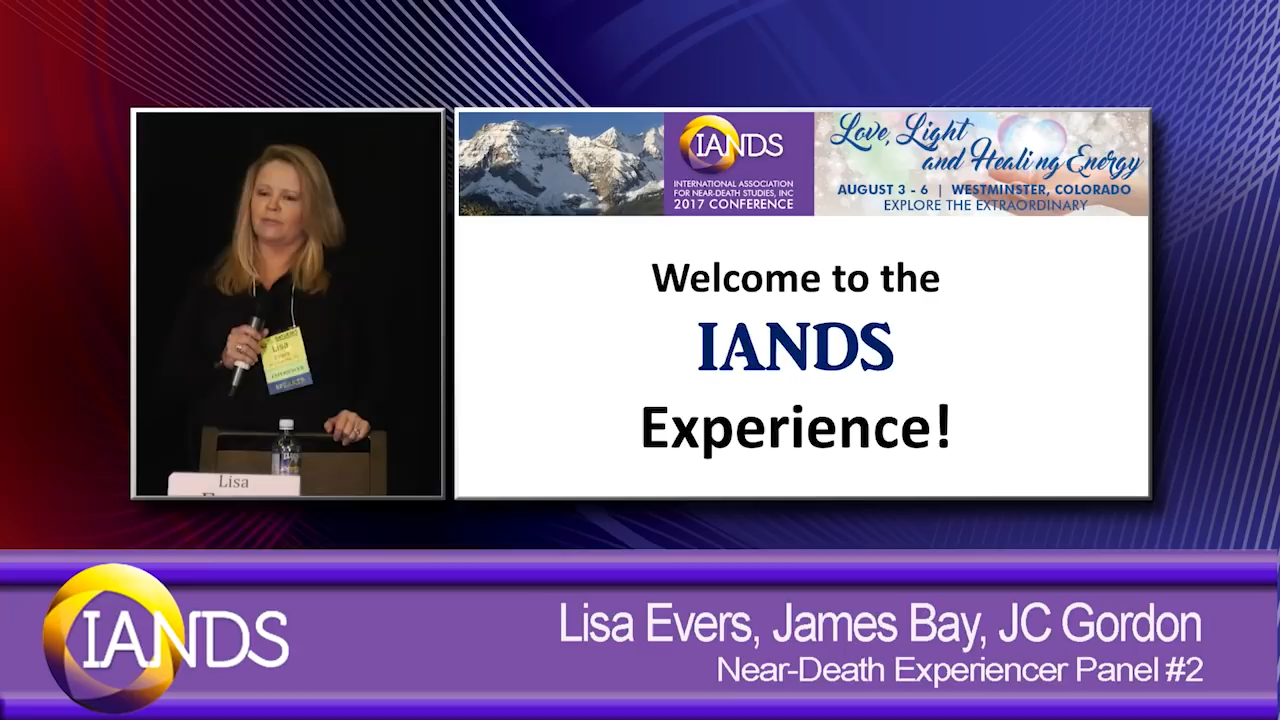 IANDS
INTERNATIONAL ASSOCIATION
FOR NEAR-DEATH STUDIES, INC
2017 CONFERENCE
Love, Light
and Healing Energy
AUGUST 3 - 6 | WESTMINSTER, COLORADO
EXPLORE THE EXTRAORDINARY
Welcome to the
IANDS
Experience!
Lisa
Lisa
IANDS
Lisa Evers, James Bay, JC Gordon
Near-Death Experiencer Panel #2